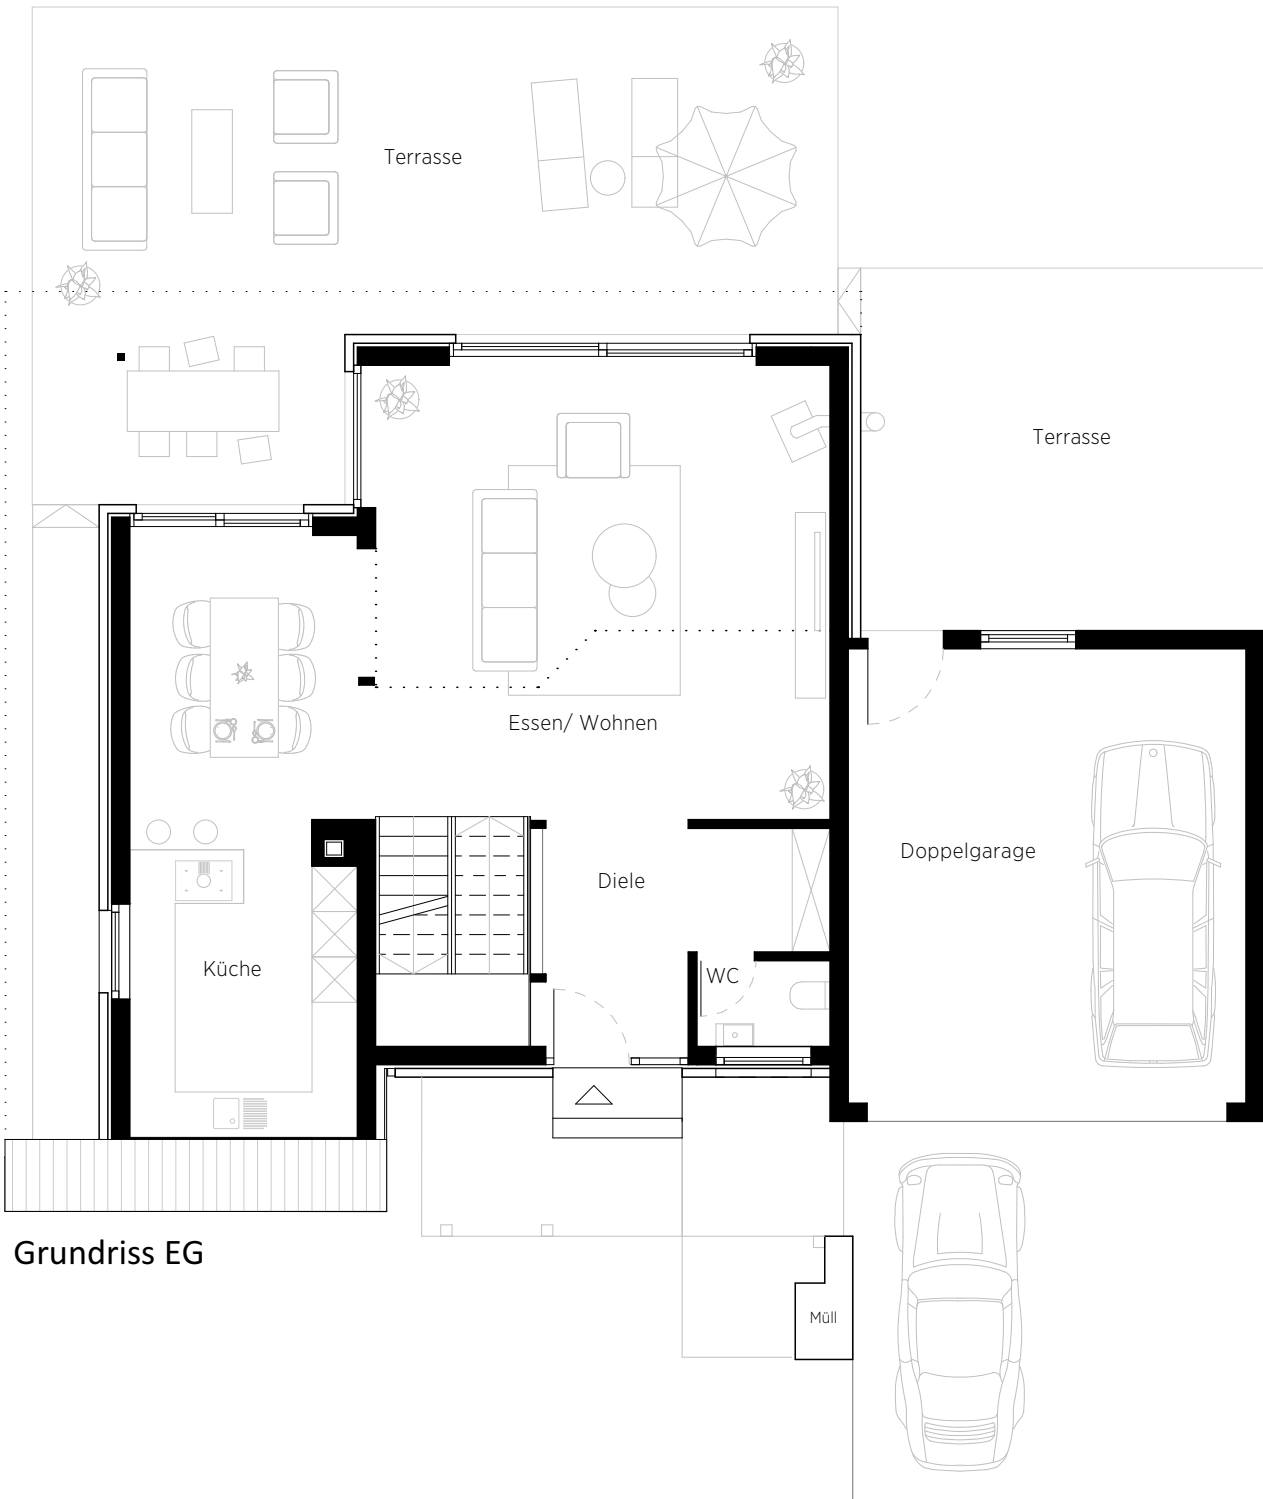 Terrasse
Terrasse
Essen/ Wohnen
Doppelgarage
Diele
Küche
WC
Grundriss EG
Müll